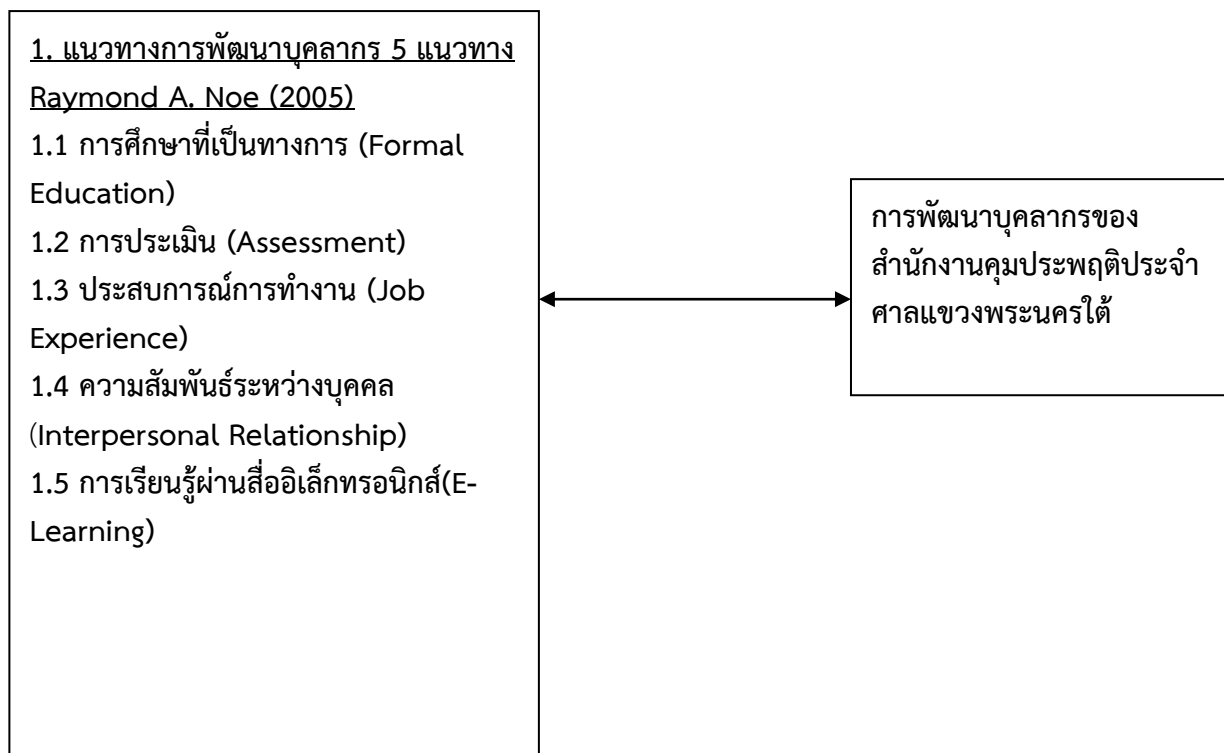 1. แนวทางการพัฒนาบุคลากร 5 แนวทาง
Raymond A. Noe (2005)
1.1 การศึกษาที่เป็นทางการ (Formal
Education)
1.2 การประเมิน (Assessment)
1.3 ประสบการณ์การทำงาน (Job
Experience)
1.4 ความสัมพันธ์ระหว่างบุคคล
(Interpersonal Relationship)
1.5 การเรียนรู้ผ่านสื่ออิเล็กทรอนิกส์(E-
Learning)
การพัฒนาบุคลากรของ
สำนักงานคุมประพฤติประจำ
ศาลแขวงพระนครใต้